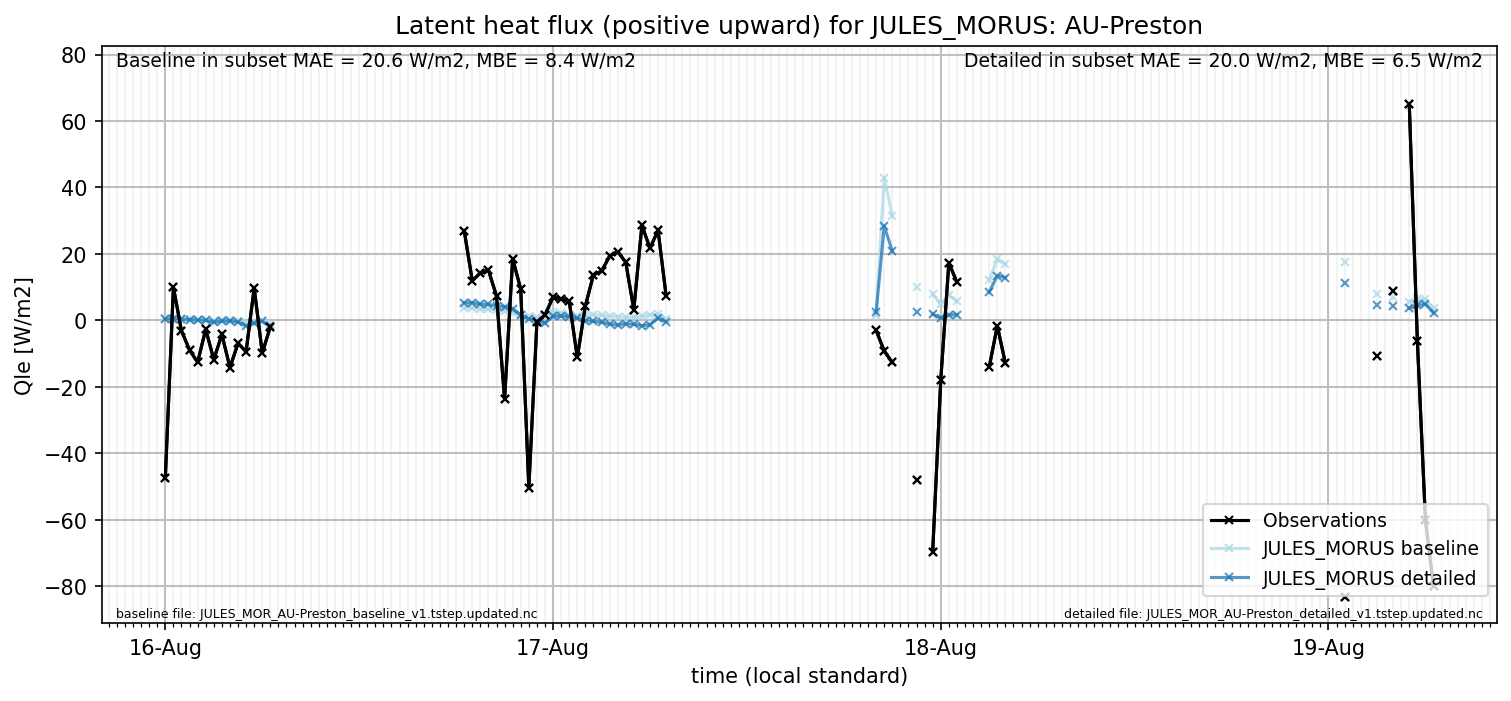 Latent heat flux (positive upward) for JULES_MORUS: AU-Preston
Baseline in subset MAE = 20.6 W/m2, MBE = 8.4 W/m2
Detailed in subset MAE = 20.0 W/m2, MBE = 6.5 W/m2
80
60
40
20
0
−20
−40
−60
−80
Qle [W/m2]
Observations
JULES_MORUS baseline
JULES_MORUS detailed
baseline file: JULES_MOR_AU-Preston_baseline_v1.tstep.updated.nc
detailed file: JULES_MOR_AU-Preston_detailed_v1.tstep.updated.nc
16-Aug
17-Aug
18-Aug
19-Aug
time (local standard)